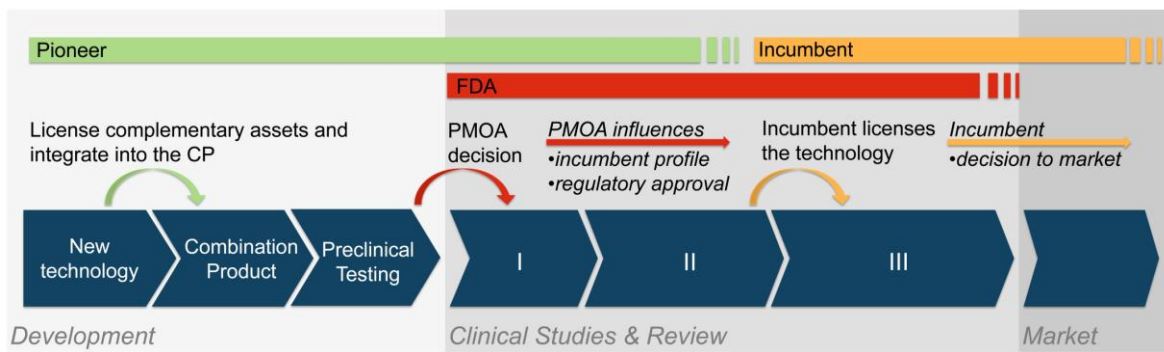 Pioneer
Incumbent
FDA
License complementary assets and
integrate into the CP
PMOA
decision
PMOA influences
•incumbent profile
•regulatory approval
Incumbent licenses
the technology
Incumbent
•decision to market
New
technology
Combination
Product
Preclinical
Testing
I
II
III
Development
Clinical Studies & Review
Market